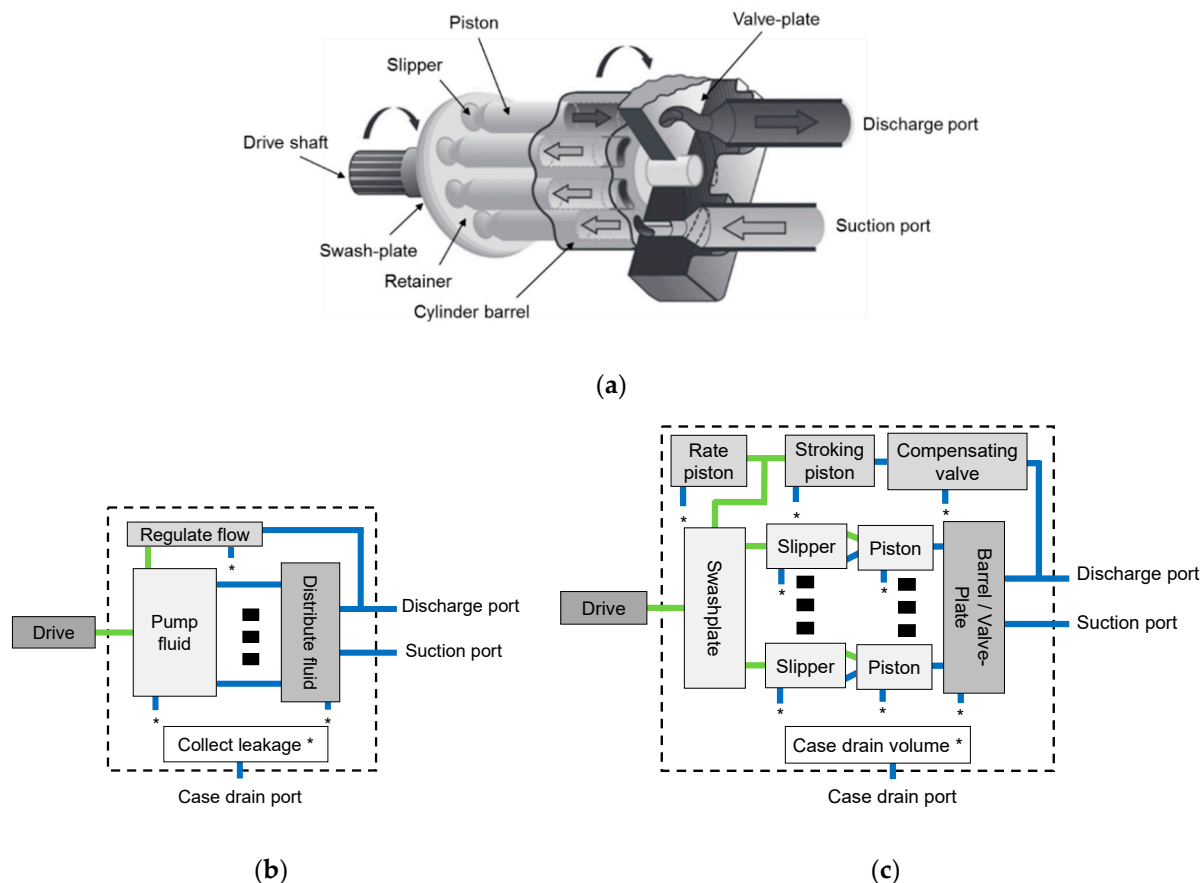 Piston
Valve-plate
Slipper
Drive shaft
Discharge port
Swash-plate
Suction port
Retainer
Cylinder barrel
(a)
Regulate flow
*
Pump
fluid
Distribute fluid
Drive
Discharge port
Suction port
*
*
Collect leakage *
Case drain port
(b)
Rate
piston
Stroking
piston
Compensating
valve
*
*
*
Swashplate
Slipper
Piston
Barrel / Valve-
Plate
*
*
Drive
Discharge port
Suction port
Slipper
Piston
*
*
*
Case drain volume *
Case drain port
(c)